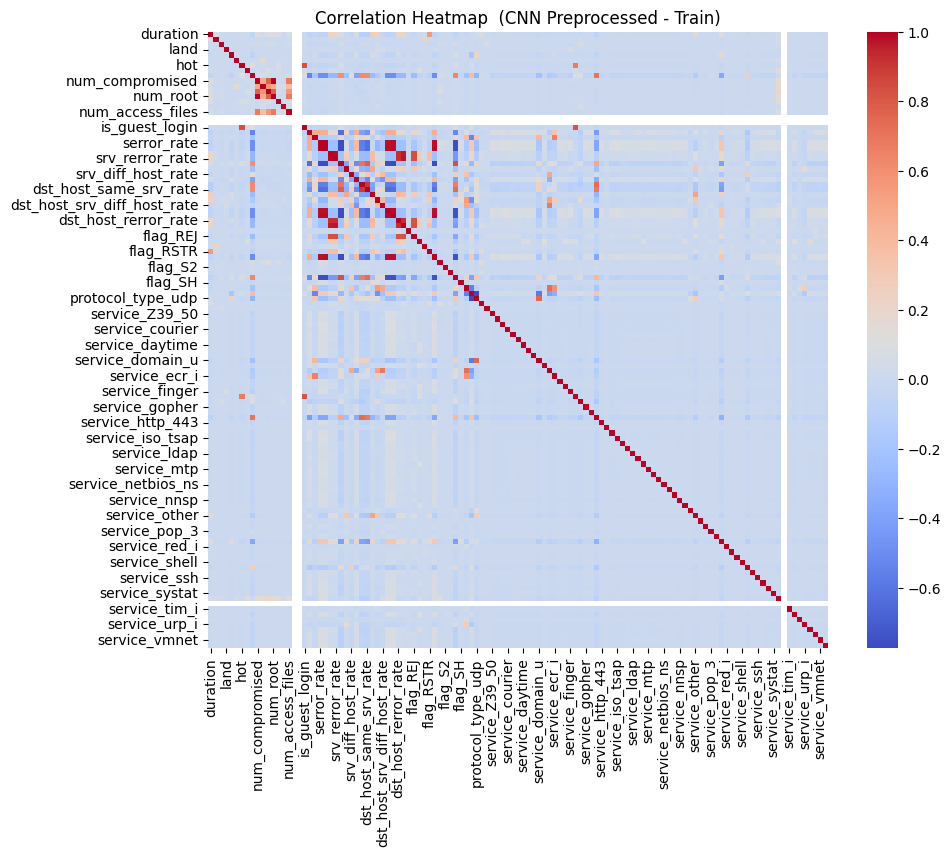 Correlation Heatmap  (CNN Preprocessed - Train)
duration
land
hot
num_compromised
num_root
num_access_files
is_guest_login
serror_rate
srv_rerror_rate
srv_diff_host_rate
dst_host_same_srv_rate
dst_host_srv_diff_host_rate
dst_host_rerror_rate
flag_REJ
flag_RSTR
flag_S2
flag_SH
protocol_type_udp
service_Z39_50
service_courier
service_daytime
service_domain_u
service_ecr_i
service_finger
service_gopher
service_http_443
service_iso_tsap
service_ldap
service_mtp
service_netbios_ns
service_nnsp
service_other
service_pop_3
service_red_i
service_shell
service_ssh
service_systat
service_tim_i
service_urp_i
service_vmnet
duration
land
hot
num_compromised
num_root
num_access_files
is_guest_login
serror_rate
srv_rerror_rate
srv_diff_host_rate
dst_host_same_srv_rate
dst_host_srv_diff_host_rate
dst_host_rerror_rate
flag_REJ
flag_RSTR
flag_S2
flag_SH
protocol_type_udp
service_Z39_50
service_courier
service_daytime
service_domain_u
service_ecr_i
service_finger
service_gopher
service_http_443
service_iso_tsap
service_ldap
service_mtp
service_netbios_ns
service_nnsp
service_other
service_pop_3
service_red_i
service_shell
service_ssh
service_systat
service_tim_i
service_urp_i
service_vmnet
1.0
0.8
0.6
0.4
0.2
0.0
−0.2
−0.4
−0.6